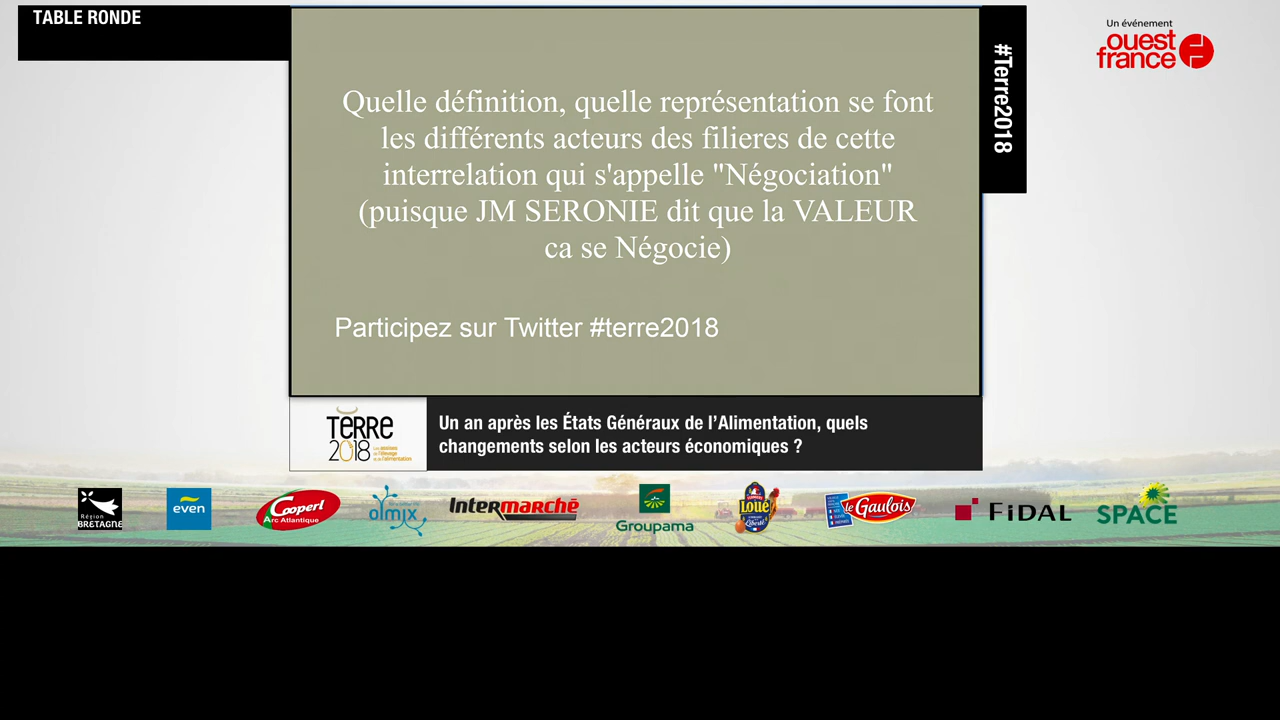 TABLE RONDE
Quelle définition, quelle représentation se font
les différents acteurs des filieres de cette
interrelation qui s'appelle "Négociation"
(puisque JM SERONIE dit que la VALEUR
ca se Négocie)
Participez sur Twitter #terre2018
#Terre2018
Un événement
ouest
france
TERRE
2018
Un an après les États Généraux de l'Alimentation, quels
changements selon les acteurs économiques ?
Région
BRETAGNE
even
Cooperl
Arc Atlantique
olmix
Intermarché
Groupama
Loué
le Gaulois
FiDAL
SPACE